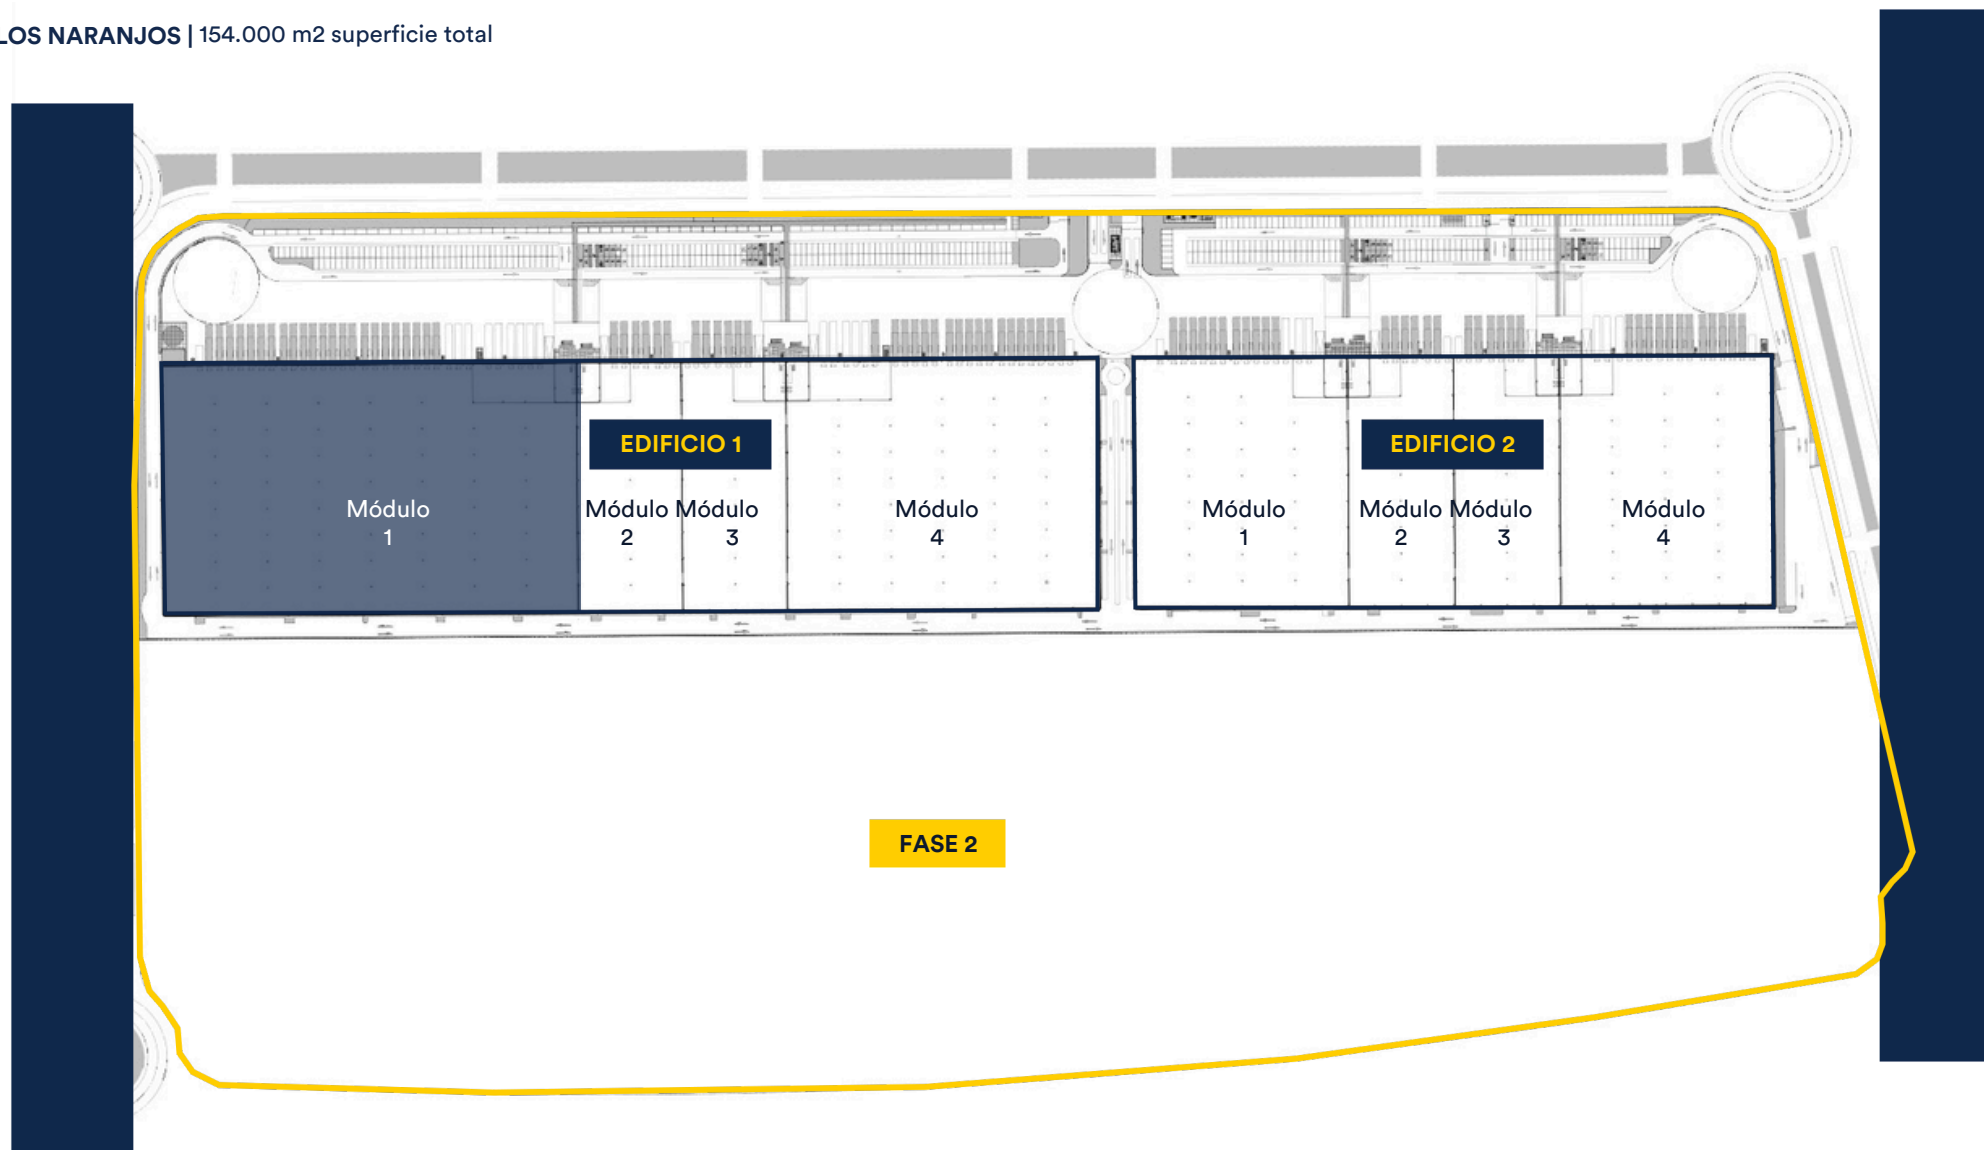 LOS NARANJOS | 154.000 m2 superficie total
EDIFICIO 1
EDIFICIO 2
Módulo
1
Módulo
2
Módulo
3
Módulo
4
Módulo
1
Módulo
2
Módulo
3
Módulo
4
FASE 2